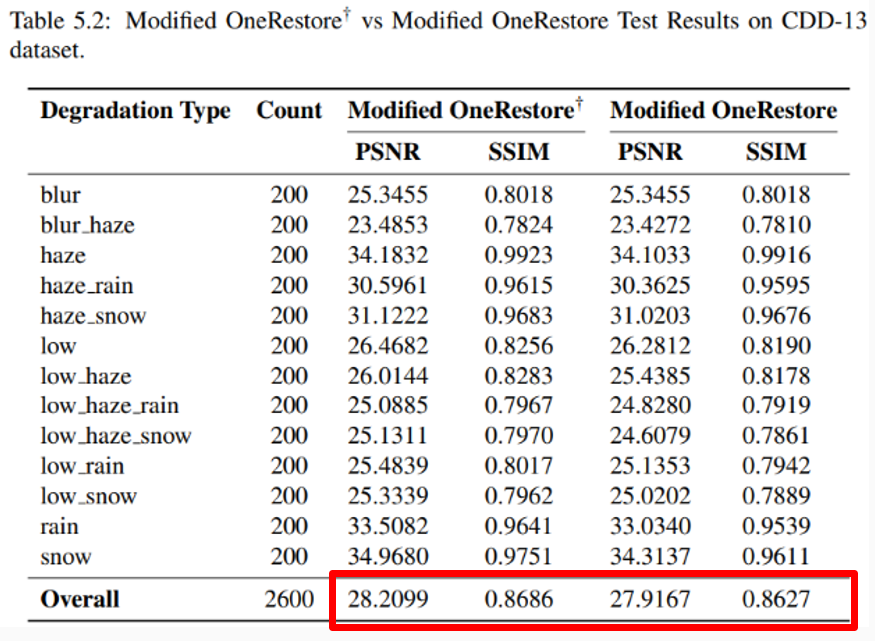 Table 5.2: Modified OneRestore† vs Modified OneRestore Test Results on CDD-13
dataset.
Degradation Type Count Modified OneRestore† Modified OneRestore
PSNR SSIM PSNR SSIM
blur 200 25.3455 0.8018 25.3455 0.8018
blur_haze 200 23.4853 0.7824 23.4272 0.7810
haze 200 34.1832 0.9923 34.1033 0.9916
haze_rain 200 30.5961 0.9615 30.3625 0.9595
haze_snow 200 31.1222 0.9683 31.0203 0.9676
low 200 26.4682 0.8256 26.2812 0.8190
low_haze 200 26.0144 0.8283 25.4385 0.8178
low_haze_rain 200 25.0885 0.7967 24.8280 0.7919
low_haze_snow 200 25.1311 0.7970 24.6079 0.7861
low_rain 200 25.4839 0.8017 25.1353 0.7942
low_snow 200 25.3339 0.7962 25.0202 0.7889
rain 200 33.5082 0.9641 33.0340 0.9539
snow 200 34.9680 0.9751 34.3137 0.9611
Overall 2600 28.2099 0.8686 27.9167 0.8627